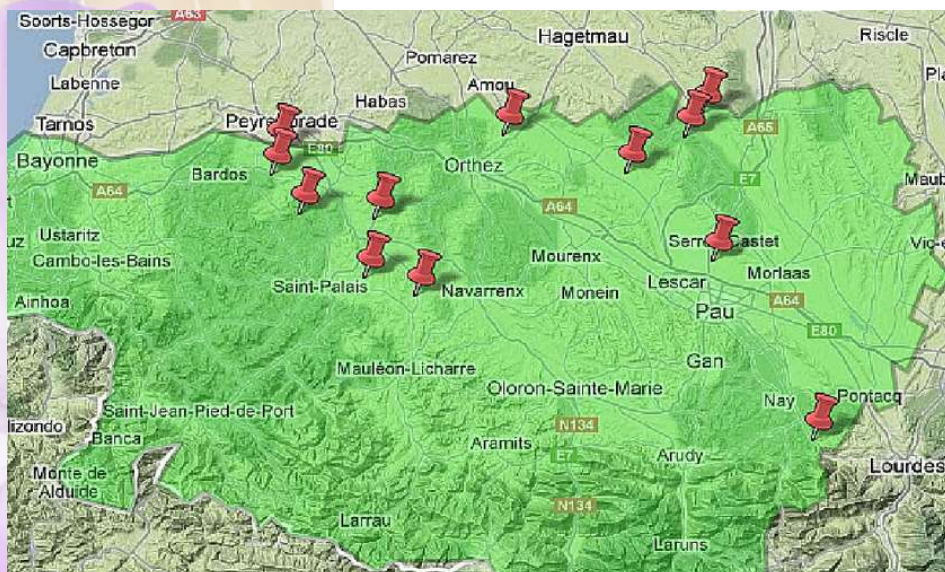 Soorts-Hossegor
A63
Hagetmau
Riscle
Capbreton
Pomarez
Labenne
Amou
Habas
Tarnos
Peyrehorade
A65
Bayonne
E80
Orthez
Bardos
E7
A64
A64
Ustaritz
Serres-Castet
Cambo-les-Bains
Mourenx
Morlaas
Saint-Palais
Navarrenx
Monein
Lescar
Ainhoa
A64
Pau
E80
Mauléon-Licharre
Gan
Oloron-Sainte-Marie
Nay
Pontacq
Saint-Jean-Pied-de-Port
N134
Banca
Aramits
E7
Arudy
Lourdes
Monte de
Alduide
N134
Larrau
Laruns